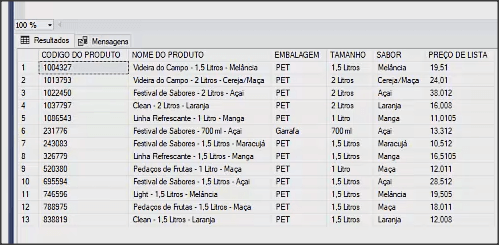 100 %
Resultados Mensagens
CODIGO DO PRODUTO NOME DO PRODUTO EMBALAGEM TAMANHO SABOR PREÇO DE LISTA
1 1004327 Videira do Campo - 1,5 Litros - Melância PET 1,5 Litros Melância 19,51
2 1013793 Videira do Campo - 2 Litros - Cereja/Maça PET 2 Litros Cereja/Maça 24,01
3 1022450 Festival de Sabores - 2 Litros - Açai PET 2 Litros Açai 38,012
4 1037797 Clean - 2 Litros - Laranja PET 2 Litros Laranja 16,008
5 1086543 Linha Refrescante - 1 Litro - Manga PET 1 Litro Manga 11,0105
6 231776 Festival de Sabores - 700 ml - Açai Garrafa 700 ml Açai 13,312
7 243083 Festival de Sabores - 1,5 Litros - Maracujá PET 1,5 Litros Maracujá 10,512
8 326779 Linha Refrescante - 1,5 Litros - Manga PET 1,5 Litros Manga 16,5105
9 520380 Pedaços de Frutas - 1 Litro - Maça PET 1 Litro Maça 12,011
10 695594 Festival de Sabores - 1,5 Litros - Açai PET 1,5 Litros Açai 28,512
11 746596 Light - 1,5 Litros - Melância PET 1,5 Litros Melância 19,505
12 788975 Pedaços de Frutas - 1,5 Litros - Maça PET 1,5 Litros Maça 18,011
13 838819 Clean - 1,5 Litros - Laranja PET 1,5 Litros Laranja 12,008